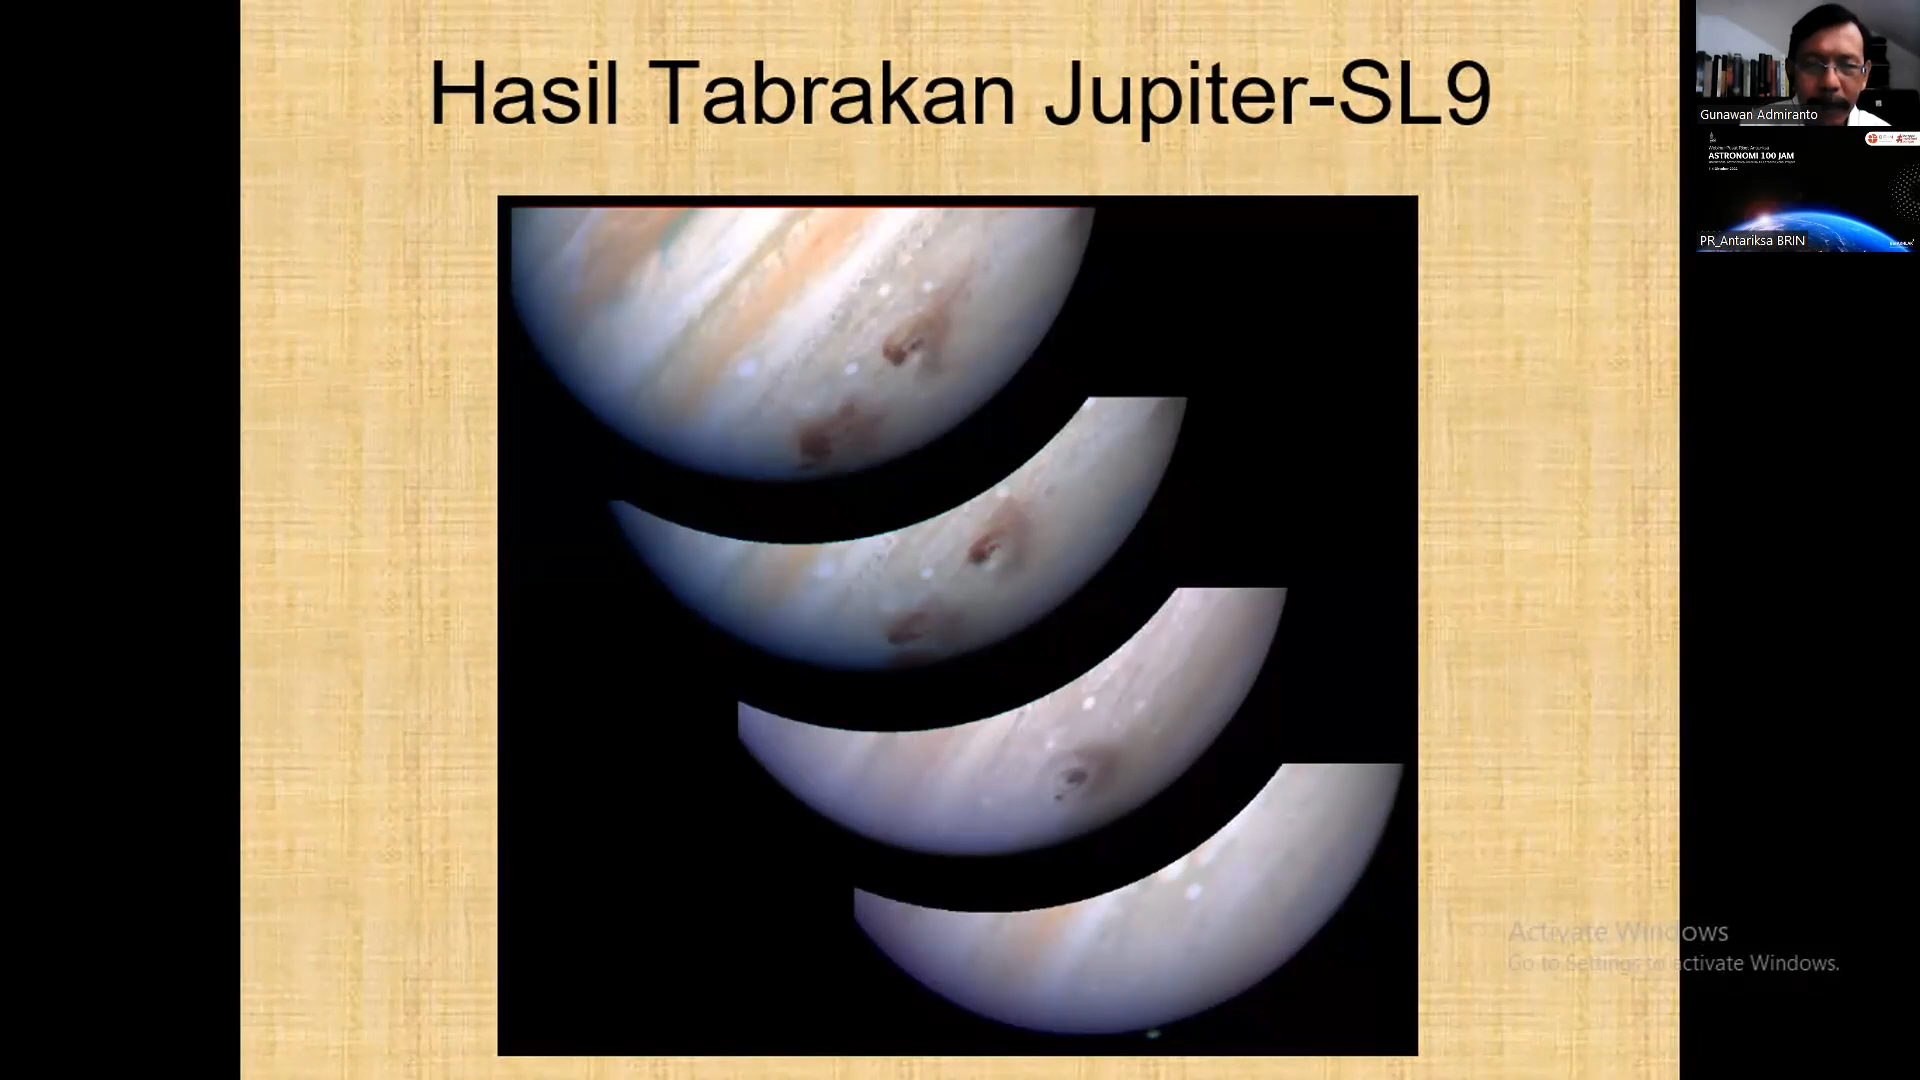 Hasil Tabrakan Jupiter-SL9
Gunawan Admiranto
ASTRONOMI 100 JAM
PR_Antariksa BRIN
Activate Windows
Go to Settings to activate Windows.